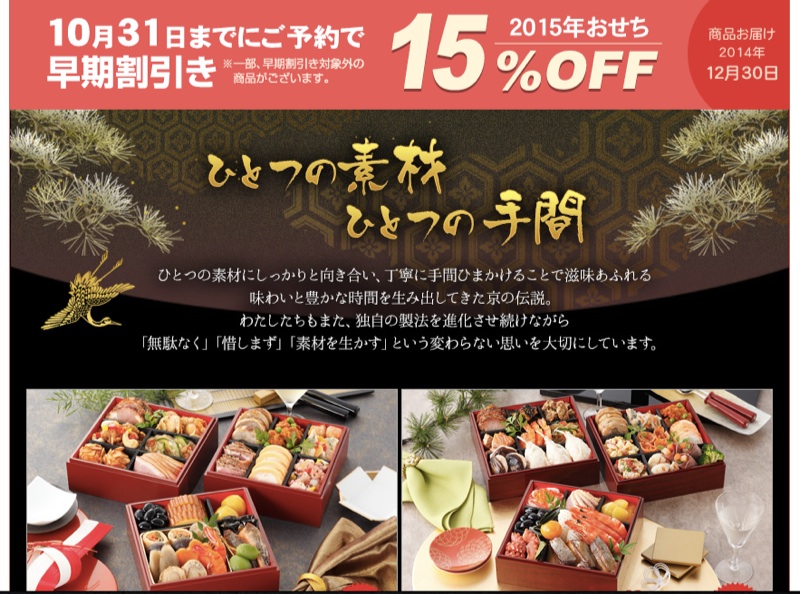 10月31日までにご予約で
早期割引き
※一部、早期割引き対象外の
商品がございます。
2015年おせち
15%OFF
商品お届け
2014年
12月30日
ひとつの素材
ひとつの手間
ひとつの素材にしっかりと向き合い、丁寧に手間ひまかけることで滋味あふれる
味わいと豊かな時間を生み出してきた京の伝説。
わたしたちもまた、独自の製法を進化させ続けながら
「無駄なく」「惜しまず」「素材を生かす」という変わらない思いを大切にしています。